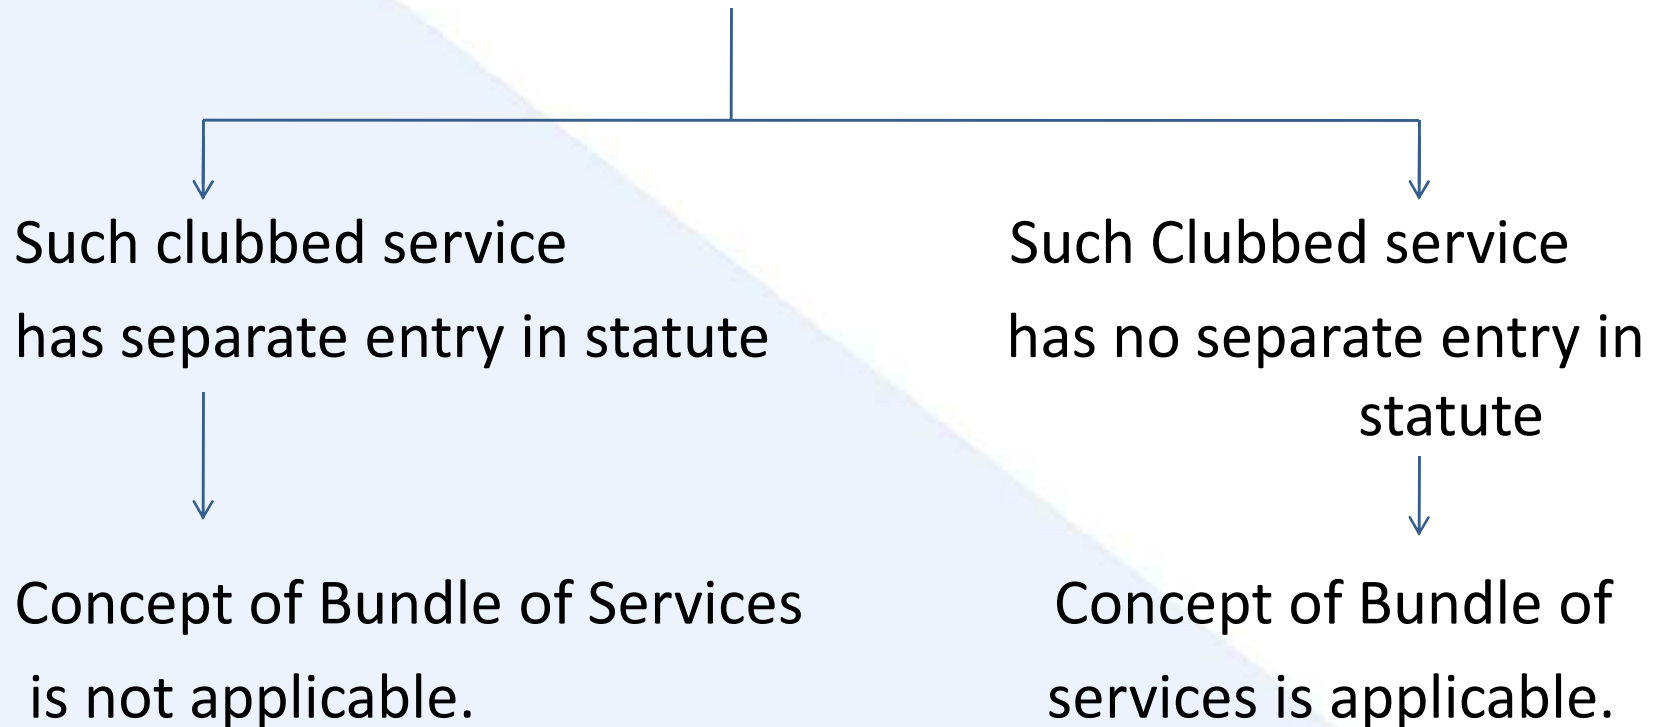 Such clubbed service
has separate entry in statute
Concept of Bundle of Services
is not applicable.
Such Clubbed service
has no separate entry in
statute
Concept of Bundle of
services is applicable.